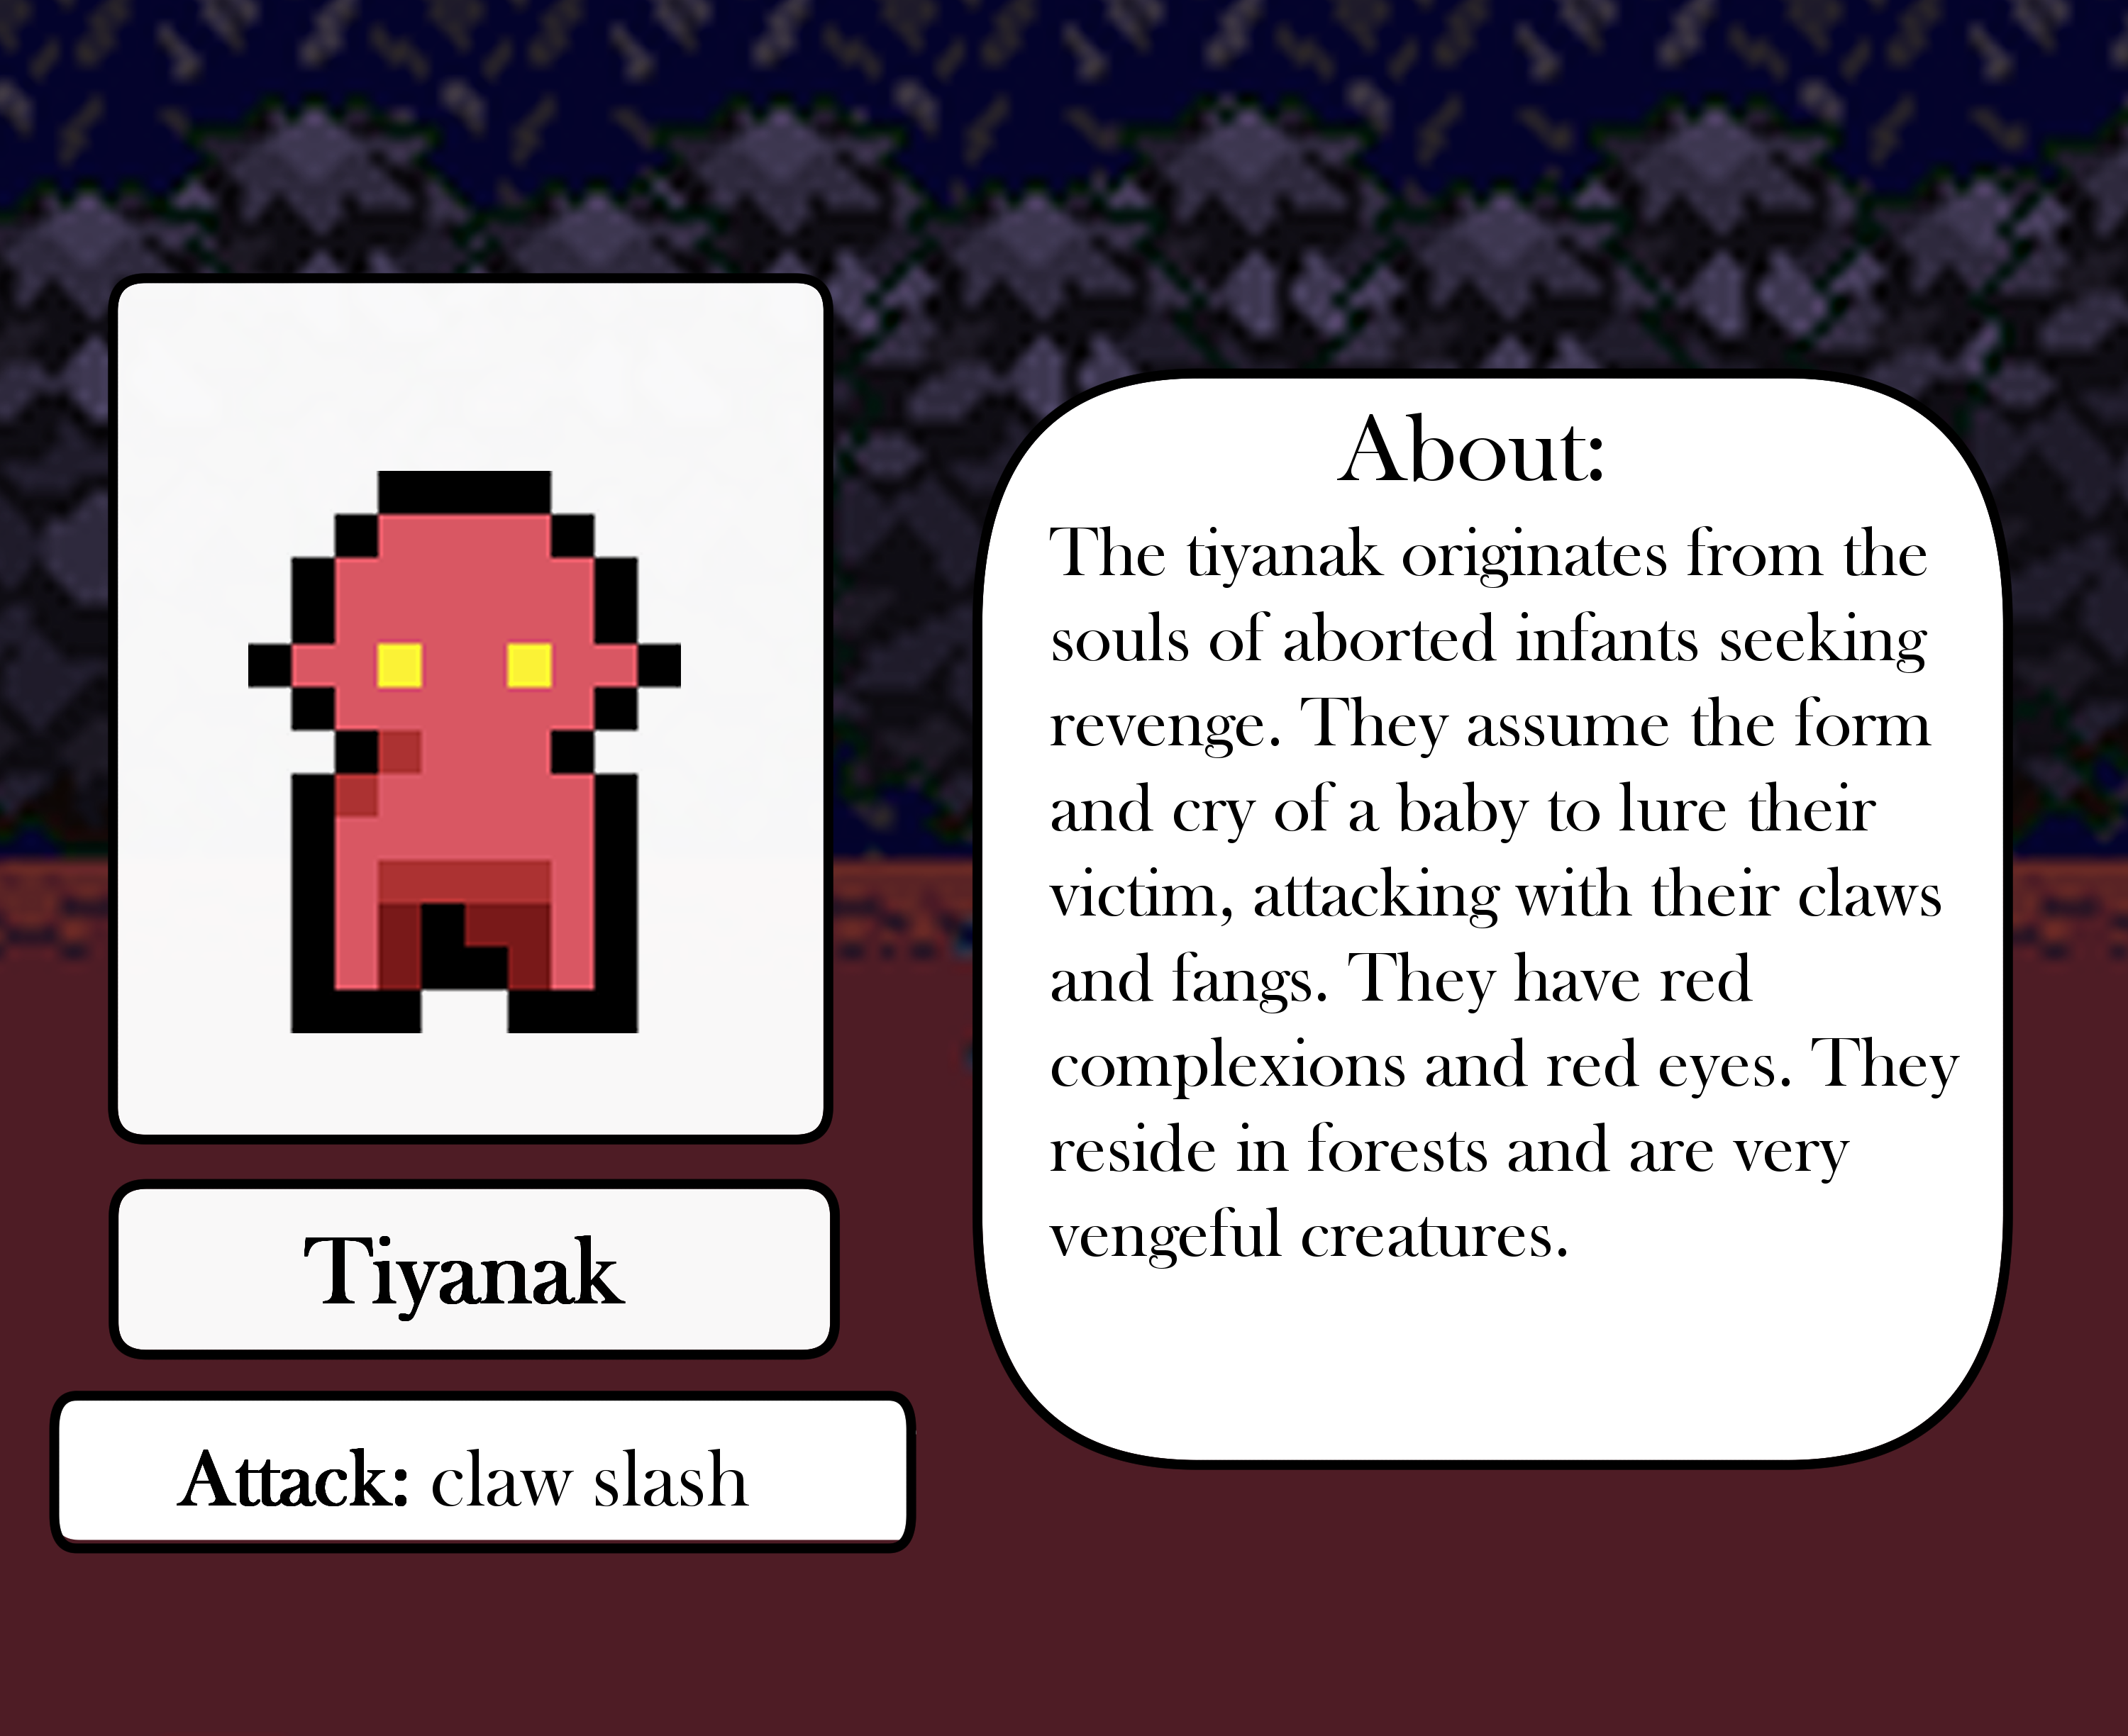 Tiyanak
Attack: claw slash
About:
The tiyanak originates from the
souls of aborted infants seeking
revenge. They assume the form
and cry of a baby to lure their
victim, attacking with their claws
and fangs. They have red
complexions and red eyes. They
reside in forests and are very
vengeful creatures.